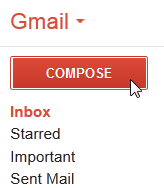 Gmail
COMPOSE
Inbox
Starred
Important
Sent Mail